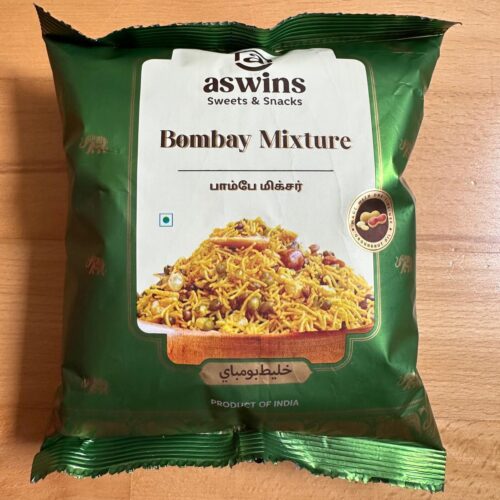 aswins
Sweets & Snacks
Bombay Mixture
பாம்பே மிக்சர்
خليط بومباي
PRODUCT OF INDIA